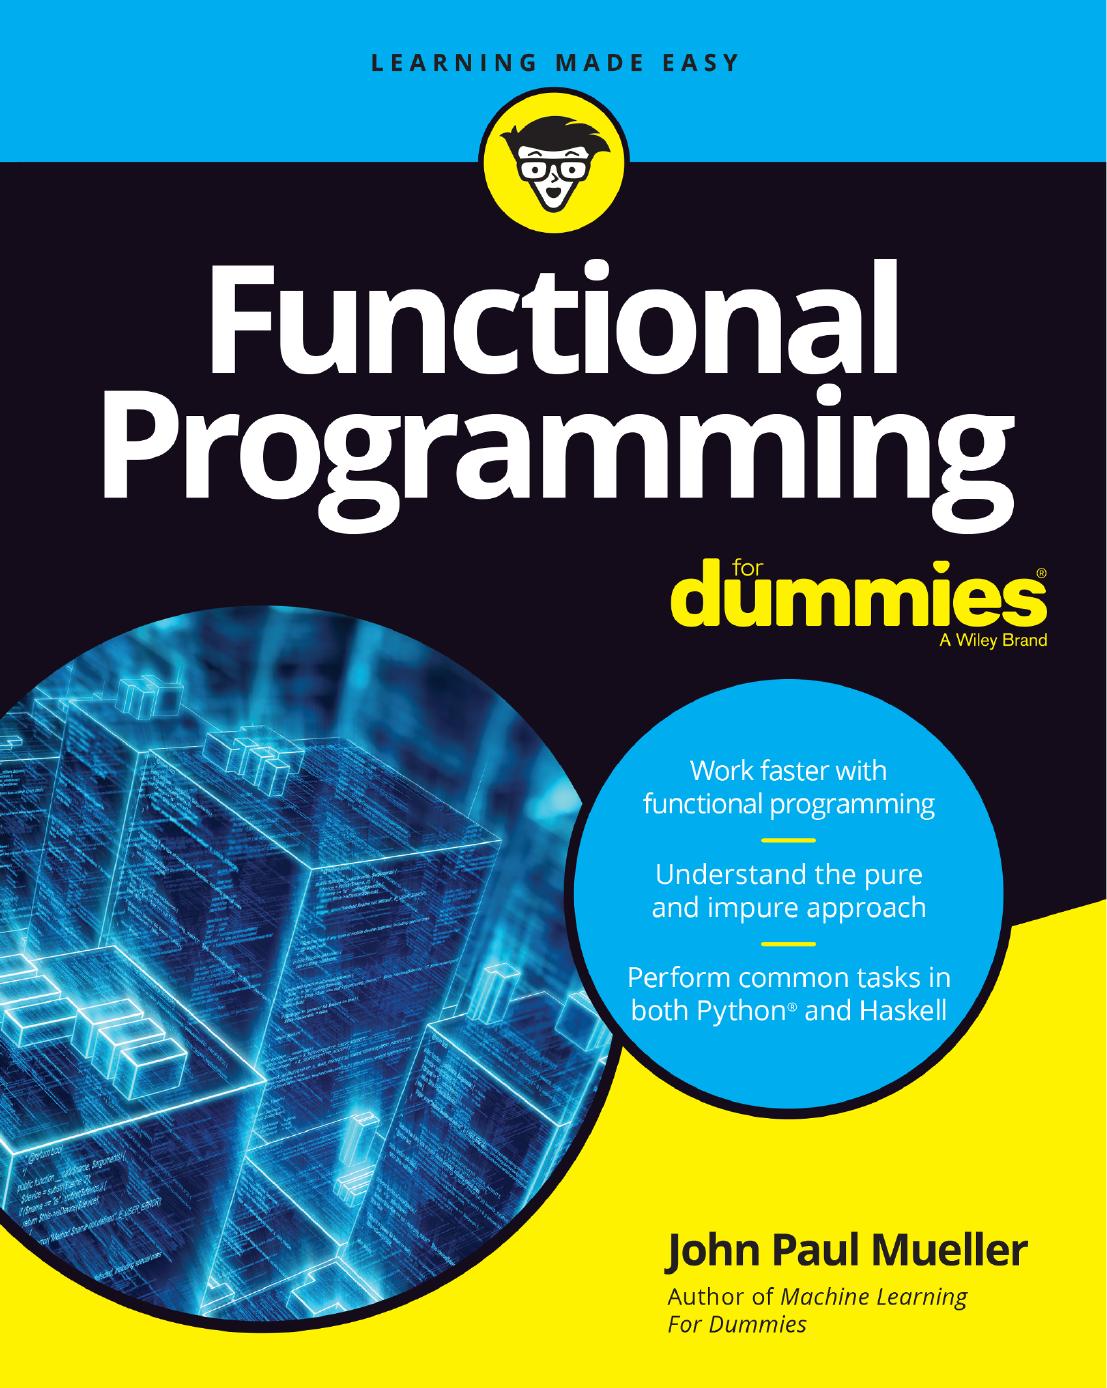 LEARNING MADE EASY
Functional
Programming
for
dummies®
A Wiley Brand
Work faster with
functional programming
Understand the pure
and impure approach
Perform common tasks in
both Python® and Haskell
John Paul Mueller
Author of Machine Learning
For Dummies